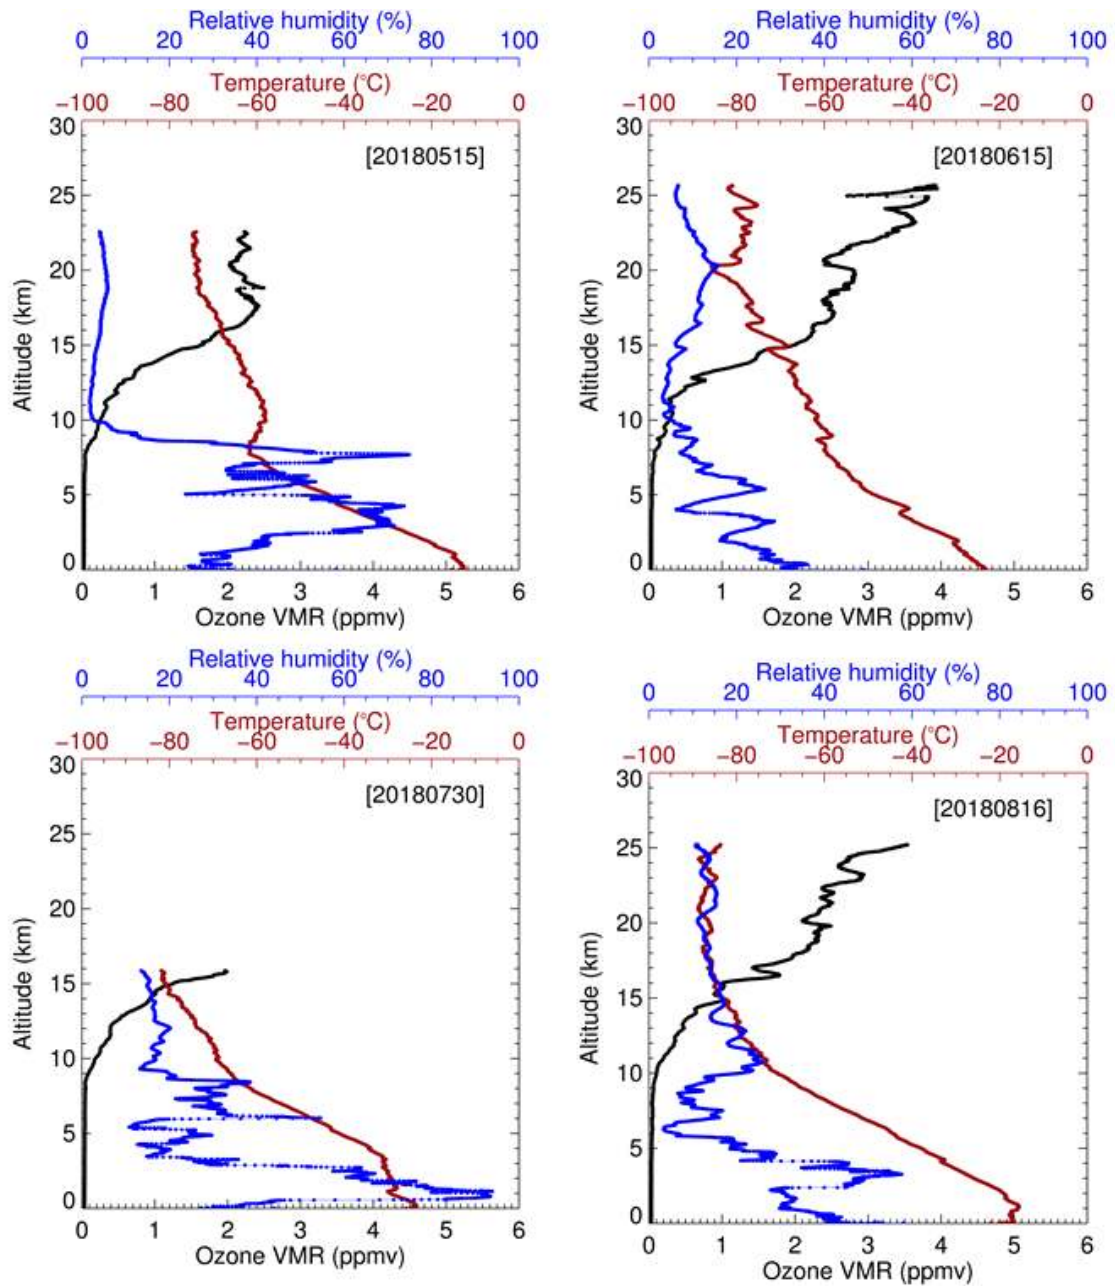 Relative humidity (%)
0 20 40 60 80 100
Temperature (°C)
−100 −80 −60 −40 −20 0
30
25
20
15
10
5
0
Altitude (km)
[20180515]
0 1 2 3 4 5 6
Ozone VMR (ppmv)
Relative humidity (%)
0 20 40 60 80 100
Temperature (°C)
−100 −80 −60 −40 −20 0
30
25
20
15
10
5
0
Altitude (km)
[20180615]
0 1 2 3 4 5 6
Ozone VMR (ppmv)
Relative humidity (%)
0 20 40 60 80 100
Temperature (°C)
−100 −80 −60 −40 −20 0
30
25
20
15
10
5
0
Altitude (km)
[20180730]
0 1 2 3 4 5 6
Ozone VMR (ppmv)
Relative humidity (%)
0 20 40 60 80 100
Temperature (°C)
−100 −80 −60 −40 −20 0
30
25
20
15
10
5
0
Altitude (km)
[20180816]
0 1 2 3 4 5 6
Ozone VMR (ppmv)